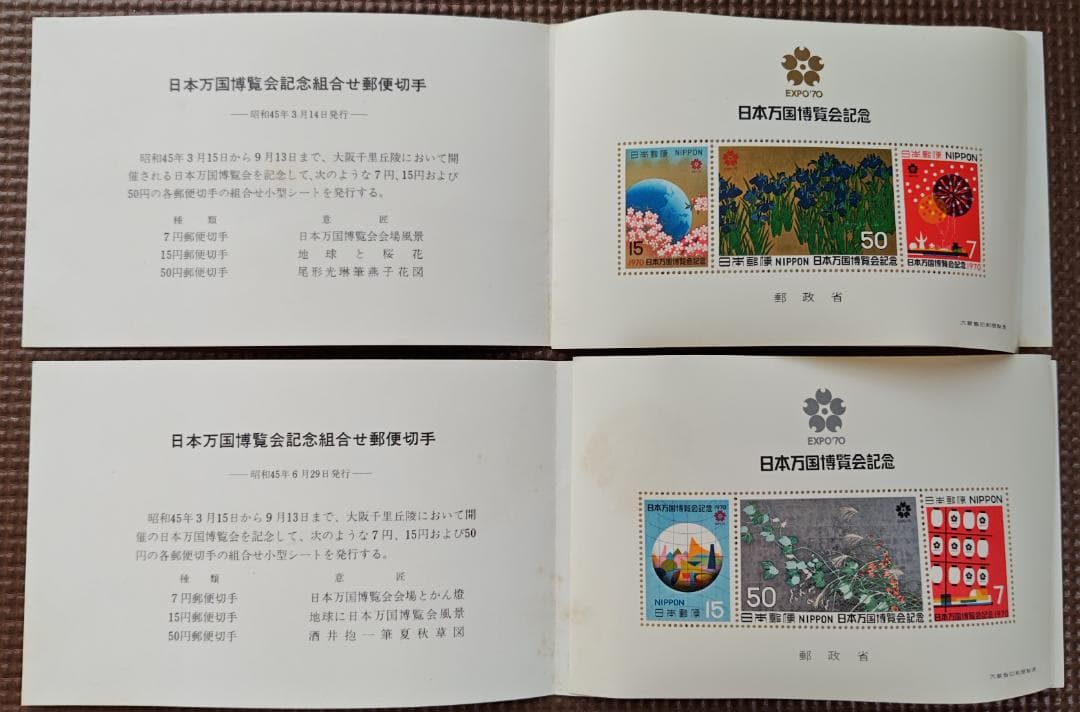 日本万国博覧会記念組合せ郵便切手
――昭和45年3月14日発行――
昭和45年3月15日から9月13日まで、大阪千里丘陵において開
催される日本万国博覧会を記念して、次のような7円、15円および
50円の各郵便切手の組合せ小型シートを発行する。
種類 意匠
7円郵便切手 日本万国博覧会会場風景
15円郵便切手 地球と桜花
50円郵便切手 尾形光琳筆燕子花図
EXPO'70
日本万国博覧会記念
日本郵便 NIPPON
15
1970 日本万国博覧会記念
50
日本郵便 NIPPON 日本万国博覧会記念
日本郵便 NIPPON
7
日本万国博覧会記念 1970
郵政省
大蔵省印刷局製造
日本万国博覧会記念組合せ郵便切手
――昭和45年6月29日発行――
昭和45年3月15日から9月13日まで、大阪千里丘陵において開
催の日本万国博覧会を記念して、次のような7円、15円および50
円の各郵便切手の組合せ小型シートを発行する。
種類 意匠
7円郵便切手 日本万国博覧会会場とかん燈
15円郵便切手 地球に日本万国博覧会風景
50円郵便切手 酒井抱一筆夏秋草図
EXPO'70
日本万国博覧会記念
日本万国博覧会記念 1970
NIPPON
日本郵便 15
50
日本郵便 NIPPON 日本万国博覧会記念
日本郵便 NIPPON
7
日本万国博覧会記念 1970
郵政省
大蔵省印刷局製造